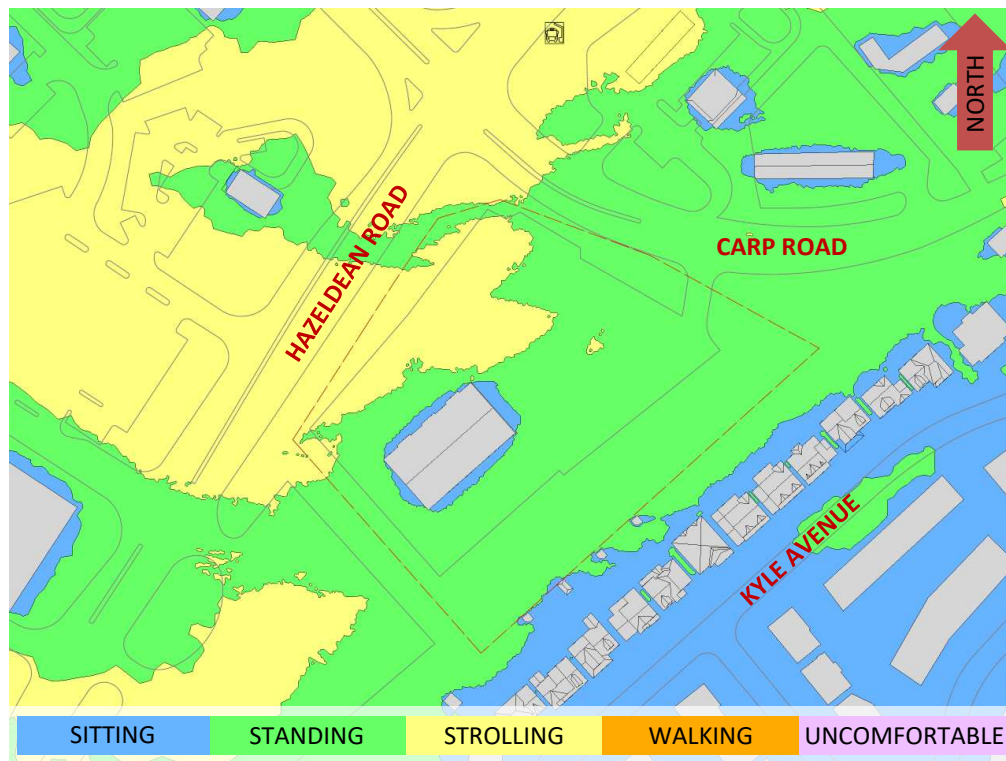 NORTH
HAZELDEAN ROAD
CARP ROAD
KYLE AVENUE
SITTING
STANDING
STROLLING
WALKING
UNCOMFORTABLE